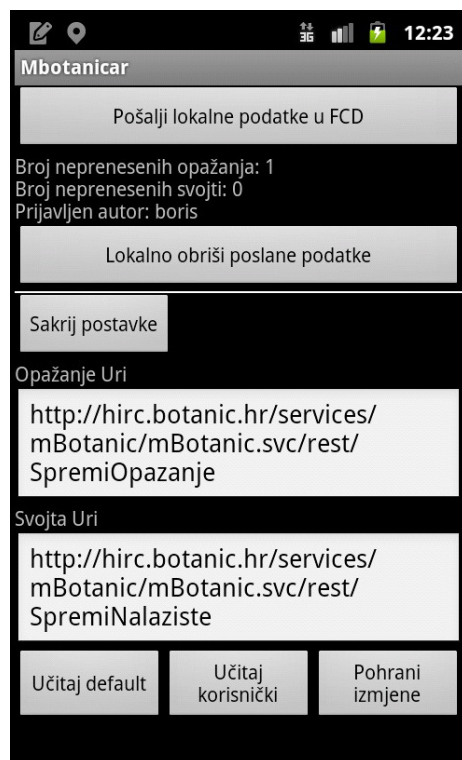 3G
12:23
Mbotanicar
Pošalji lokalne podatke u FCD
Broj neprenesenih opažanja: 1
Broj neprenesenih svojti: 0
Prijavljen autor: boris
Lokalno obriši poslane podatke
Sakrij postavke
Opažanje Uri
http://hirc.botanic.hr/services/
mBotanic/mBotanic.svc/rest/
SpremiOpazanje
Svojta Uri
http://hirc.botanic.hr/services/
mBotanic/mBotanic.svc/rest/
SpremiNalaziste
Učitaj default
Učitaj
korisnički
Pohrani
izmjene